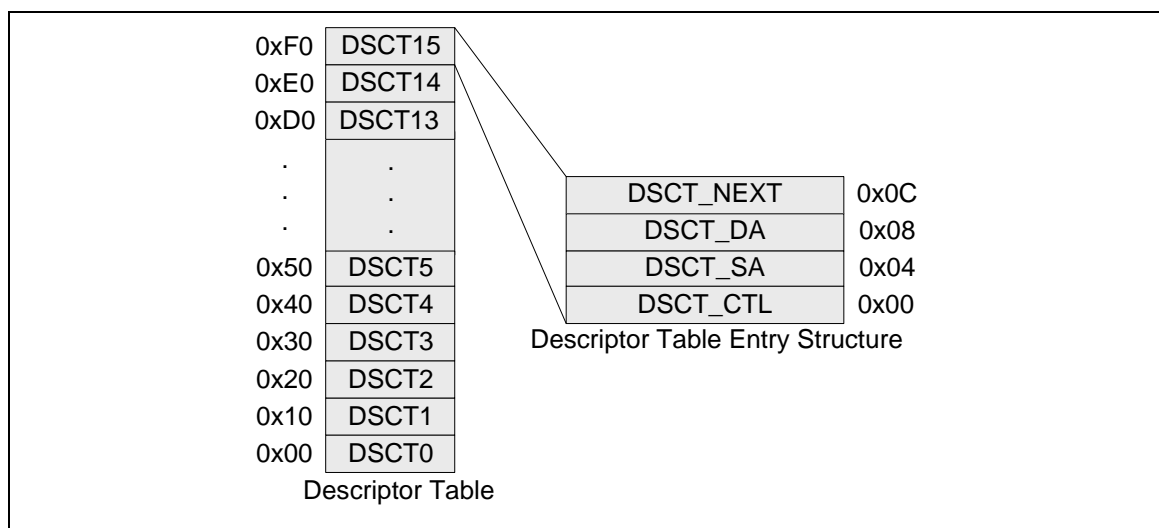 0xF0 DSCT15
0xE0 DSCT14
0xD0 DSCT13
. .
. .
. .
0x50 DSCT5
0x40 DSCT4
0x30 DSCT3
0x20 DSCT2
0x10 DSCT1
0x00 DSCT0
Descriptor Table
DSCT_NEXT 0x0C
DSCT_DA 0x08
DSCT_SA 0x04
DSCT_CTL 0x00
Descriptor Table Entry Structure